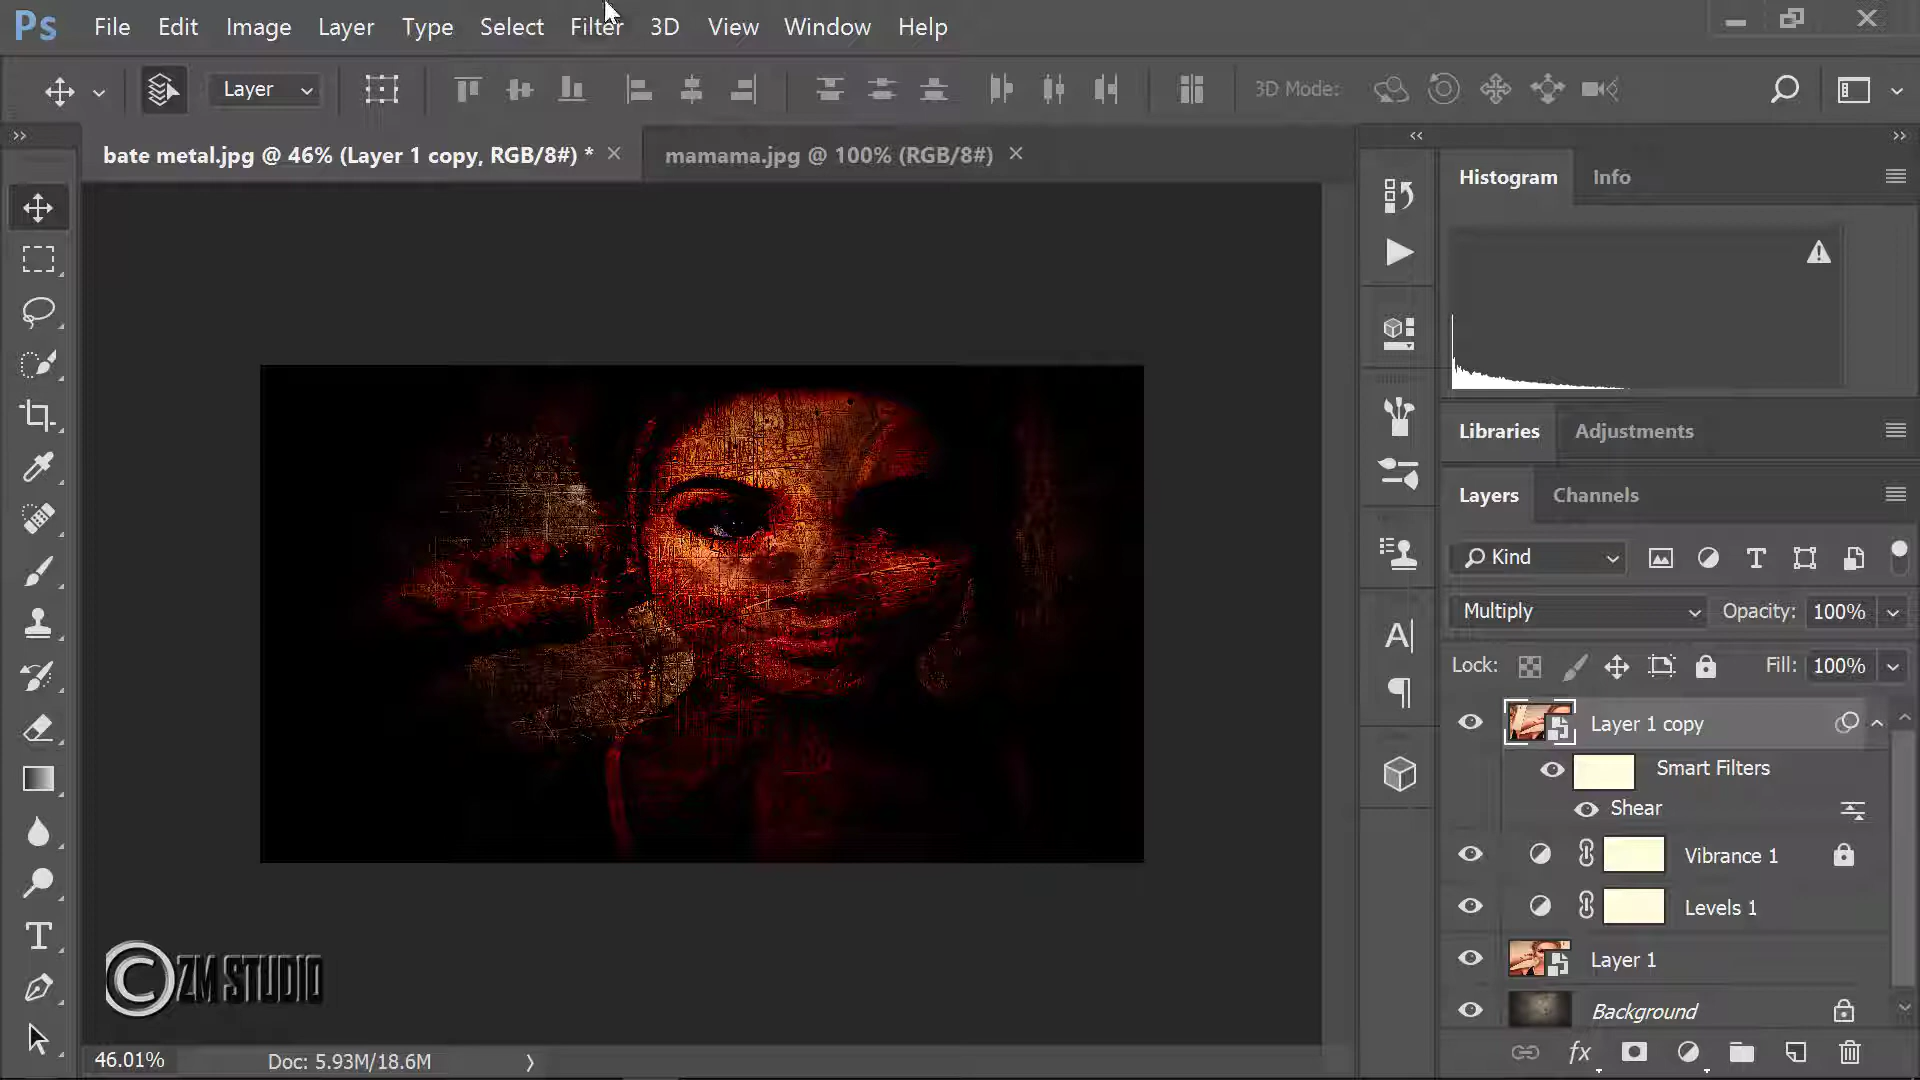 Ps File Edit Image Layer Type Select Filter 3D View Window Help
Layer 3D Mode:
bate metal.jpg @ 46% (Layer 1 copy, RGB/8#) * mamama.jpg @ 100% (RGB/8#)
Histogram Info
Libraries Adjustments
Layers Channels
Kind
Multiply Opacity: 100%
Lock: Fill: 100%
Layer 1 copy
Smart Filters
Shear
Vibrance 1
Levels 1
Layer 1
Background
© ZM STUDIO
46.01% Doc: 5.93M/18.6M